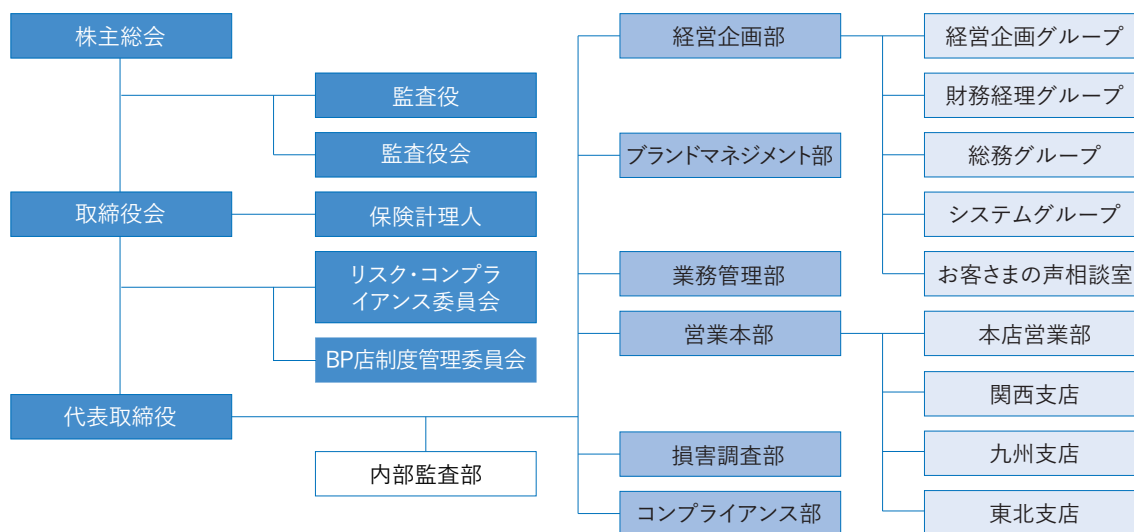 株主総会
監査役
監査役会
取締役会
保険計理人
リスク・コンプラ
イアンス委員会
BP店制度管理委員会
代表取締役
内部監査部
経営企画部
ブランドマネジメント部
業務管理部
営業本部
損害調査部
コンプライアンス部
経営企画グループ
財務経理グループ
総務グループ
システムグループ
お客さまの声相談室
本店営業部
関西支店
九州支店
東北支店